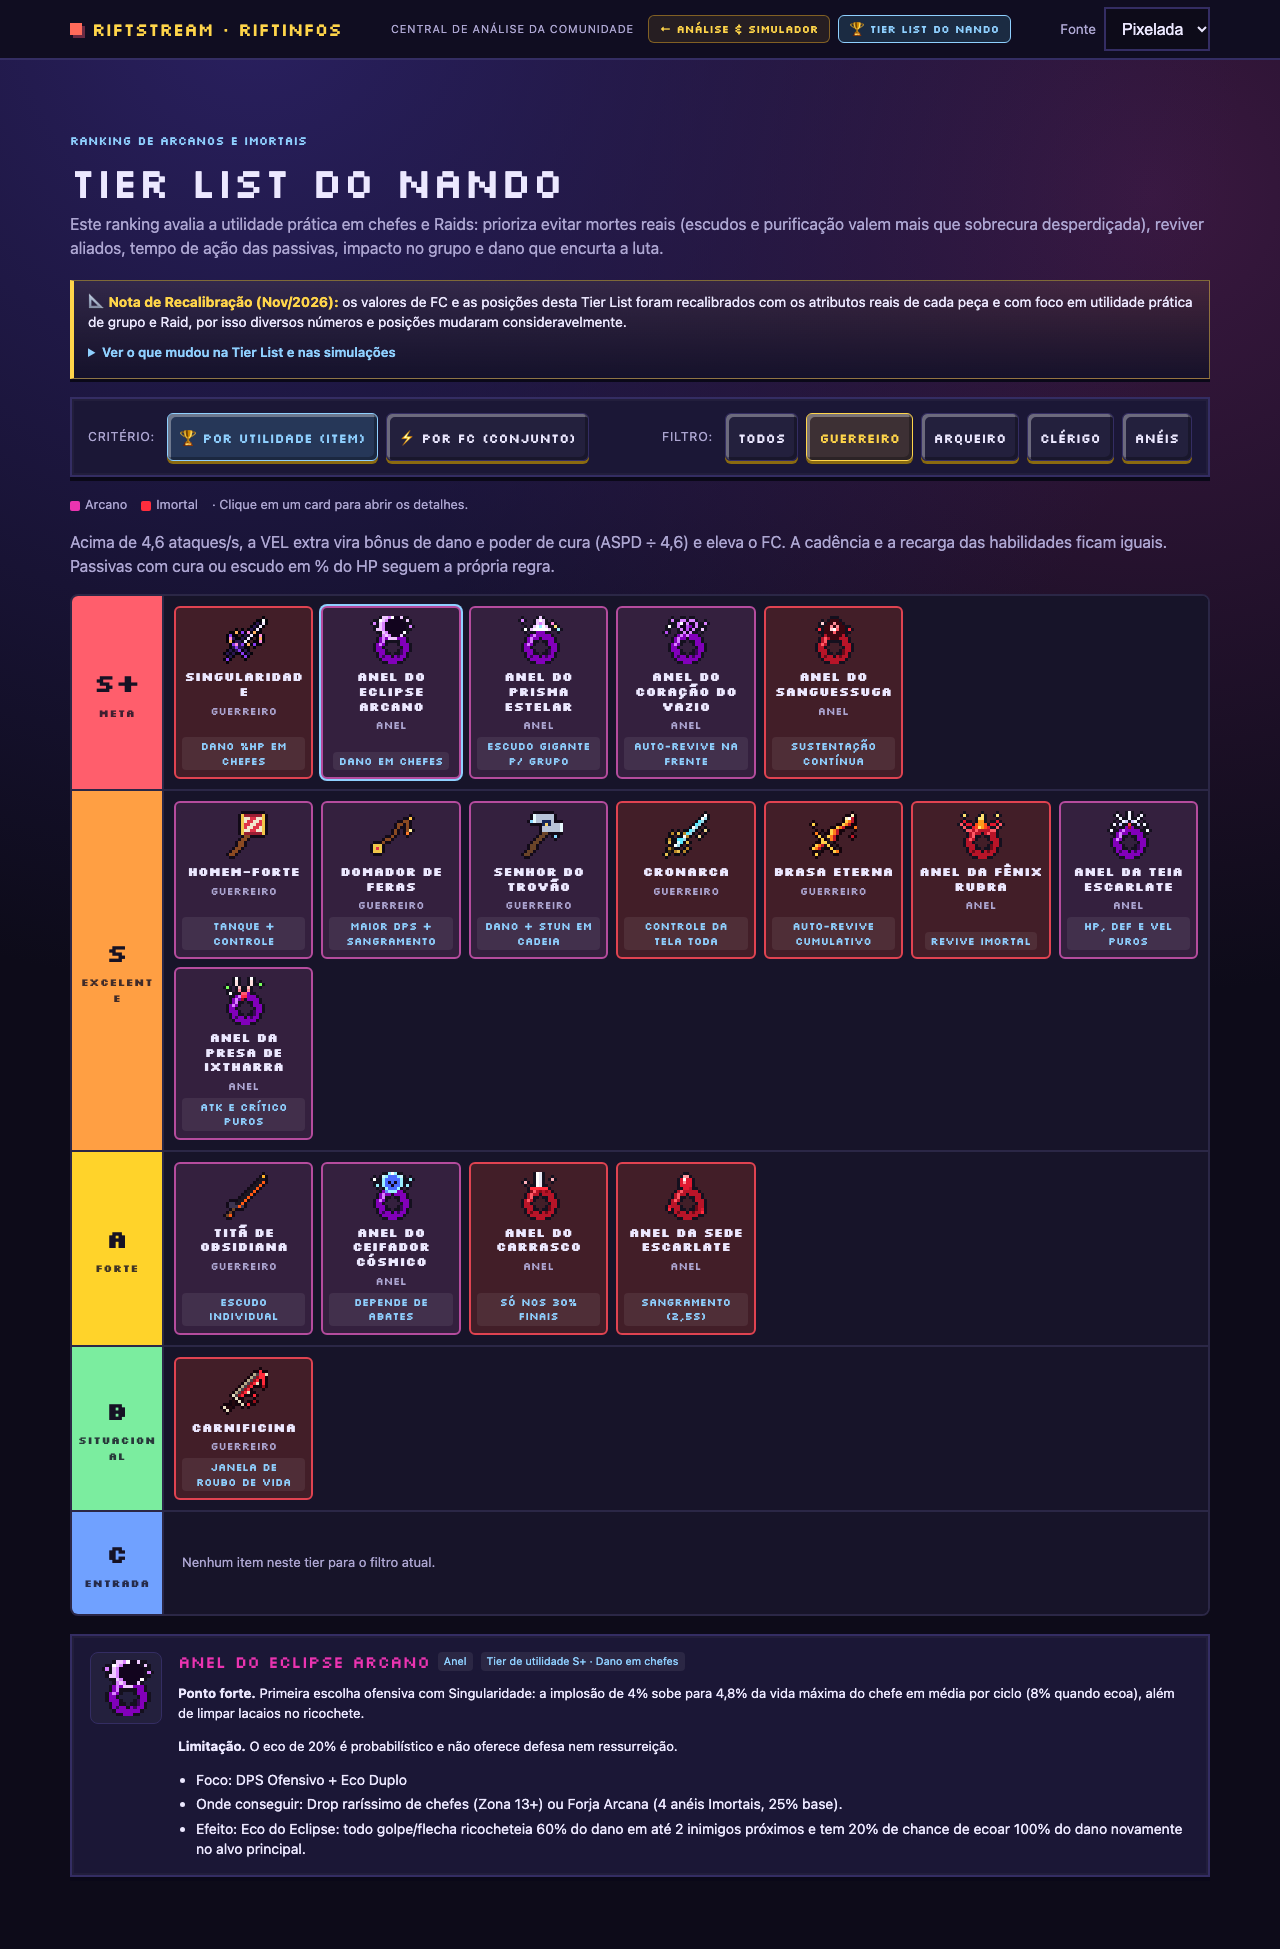 RIFTSTREAM · RIFTINFOS
CENTRAL DE ANÁLISE DA COMUNIDADE
← ANÁLISE & SIMULADOR
🏆 TIER LIST DO NANDO
Fonte
Pixelada
RANKING DE ARCANOS E IMORTAIS
TIER LIST DO NANDO
Este ranking avalia a utilidade prática em chefes e Raids: prioriza evitar mortes reais (escudos e purificação valem mais que sobrecura desperdiçada), reviver
aliados, tempo de ação das passivas, impacto no grupo e dano que encurta a luta.
📐 Nota de Recalibração (Nov/2026): os valores de FC e as posições desta Tier List foram recalibrados com os atributos reais de cada peça e com foco em utilidade prática
de grupo e Raid, por isso diversos números e posições mudaram consideravelmente.
▶ Ver o que mudou na Tier List e nas simulações
CRITÉRIO:
🏆 POR UTILIDADE (ITEM)
⚡ POR FC (CONJUNTO)
FILTRO:
TODOS
GUERREIRO
ARQUEIRO
CLÉRIGO
ANÉIS
Arcano
Imortal
· Clique em um card para abrir os detalhes.
Acima de 4,6 ataques/s, a VEL extra vira bônus de dano e poder de cura (ASPD ÷ 4,6) e eleva o FC. A cadência e a recarga das habilidades ficam iguais.
Passivas com cura ou escudo em % do HP seguem a própria regra.
S+
META
SINGULARIDAD
E
GUERREIRO
DANO %HP EM
CHEFES
ANEL DO
ECLIPSE
ARCANO
ANEL
DANO EM CHEFES
ANEL DO
PRISMA
ESTELAR
ANEL
ESCUDO GIGANTE
P/ GRUPO
ANEL DO
CORAÇÃO DO
VAZIO
ANEL
AUTO-REVIVE NA
FRENTE
ANEL DO
SANGUESSUGA
ANEL
SUSTENTAÇÃO
CONTÍNUA
S
EXCELENT
E
HOMEM-FORTE
GUERREIRO
TANQUE +
CONTROLE
DOMADOR DE
FERAS
GUERREIRO
MAIOR DPS +
SANGRAMENTO
SENHOR DO
TROVÃO
GUERREIRO
DANO + STUN EM
CADEIA
CRONARCA
GUERREIRO
CONTROLE DA
TELA TODA
BRASA ETERNA
GUERREIRO
AUTO-REVIVE
CUMULATIVO
ANEL DA FÊNIX
RUBRA
ANEL
REVIVE IMORTAL
ANEL DA TEIA
ESCARLATE
ANEL
HP, DEF E VEL
PUROS
ANEL DA
PRESA DE
IXTHARRA
ANEL
ATK E CRÍTICO
PUROS
A
FORTE
TITÃ DE
OBSIDIANA
GUERREIRO
ESCUDO
INDIVIDUAL
ANEL DO
CEIFADOR
CÓSMICO
ANEL
DEPENDE DE
ABATES
ANEL DO
CARRASCO
ANEL
SÓ NOS 30%
FINAIS
ANEL DA SEDE
ESCARLATE
ANEL
SANGRAMENTO
(2,5S)
B
SITUACION
AL
CARNIFICINA
GUERREIRO
JANELA DE
ROUBO DE VIDA
C
ENTRADA
Nenhum item neste tier para o filtro atual.
ANEL DO ECLIPSE ARCANO
Anel
Tier de utilidade S+ · Dano em chefes
Ponto forte. Primeira escolha ofensiva com Singularidade: a implosão de 4% sobe para 4,8% da vida máxima do chefe em média por ciclo (8% quando ecoa), além
de limpar lacaios no ricochete.
Limitação. O eco de 20% é probabilístico e não oferece defesa nem ressurreição.
• Foco: DPS Ofensivo + Eco Duplo
• Onde conseguir: Drop raríssimo de chefes (Zona 13+) ou Forja Arcana (4 anéis Imortais, 25% base).
• Efeito: Eco do Eclipse: todo golpe/flecha ricocheteia 60% do dano em até 2 inimigos próximos e tem 20% de chance de ecoar 100% do dano novamente
no alvo principal.